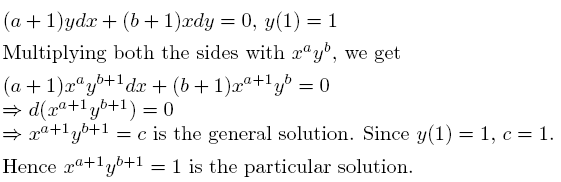 (a + 1)ydx + (b + 1)xdy = 0, y(1) = 1
Multiplying both the sides with x^a y^b, we get
(a + 1)x^a y^{b+1}dx + (b + 1)x^{a+1}y^b = 0
⇒ d(x^{a+1}y^{b+1}) = 0
⇒ x^{a+1}y^{b+1} = c is the general solution. Since y(1) = 1, c = 1.
Hence x^{a+1}y^{b+1} = 1 is the particular solution.